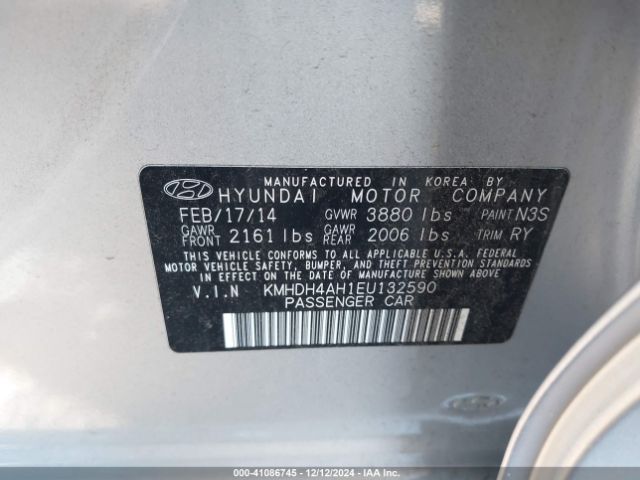 MANUFACTURED IN KOREA BY
HYUNDAI MOTOR COMPANY
FEB/17/14 GVWR 3880 lbs PAINT N3S
GAWR FRONT 2161 lbs GAWR REAR 2006 lbs TRIM RY
THIS VEHICLE CONFORMS TO ALL APPLICABLE U.S.A. FEDERAL
MOTOR VEHICLE SAFETY, BUMPER, AND THEFT PREVENTION STANDARDS
IN EFFECT ON THE DATE OF MANUFACTURE SHOWN ABOVE.
V.I.N KMHDH4AH1EU132590
PASSENGER CAR
000-41086745 - 12/12/2024 - IAA Inc.